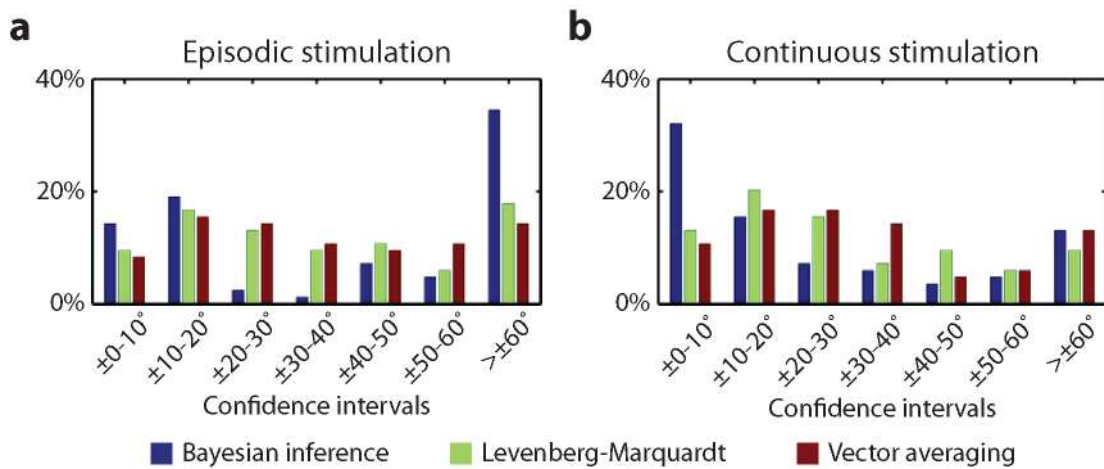 a
Episodic stimulation
40%
20%
0%
±0-10°
±10-20°
±20-30°
±30-40°
±40-50°
±50-60°
>±60°
Confidence intervals
b
Continuous stimulation
40%
20%
0%
±0-10°
±10-20°
±20-30°
±30-40°
±40-50°
±50-60°
>±60°
Confidence intervals
Bayesian inference
Levenberg-Marquardt
Vector averaging